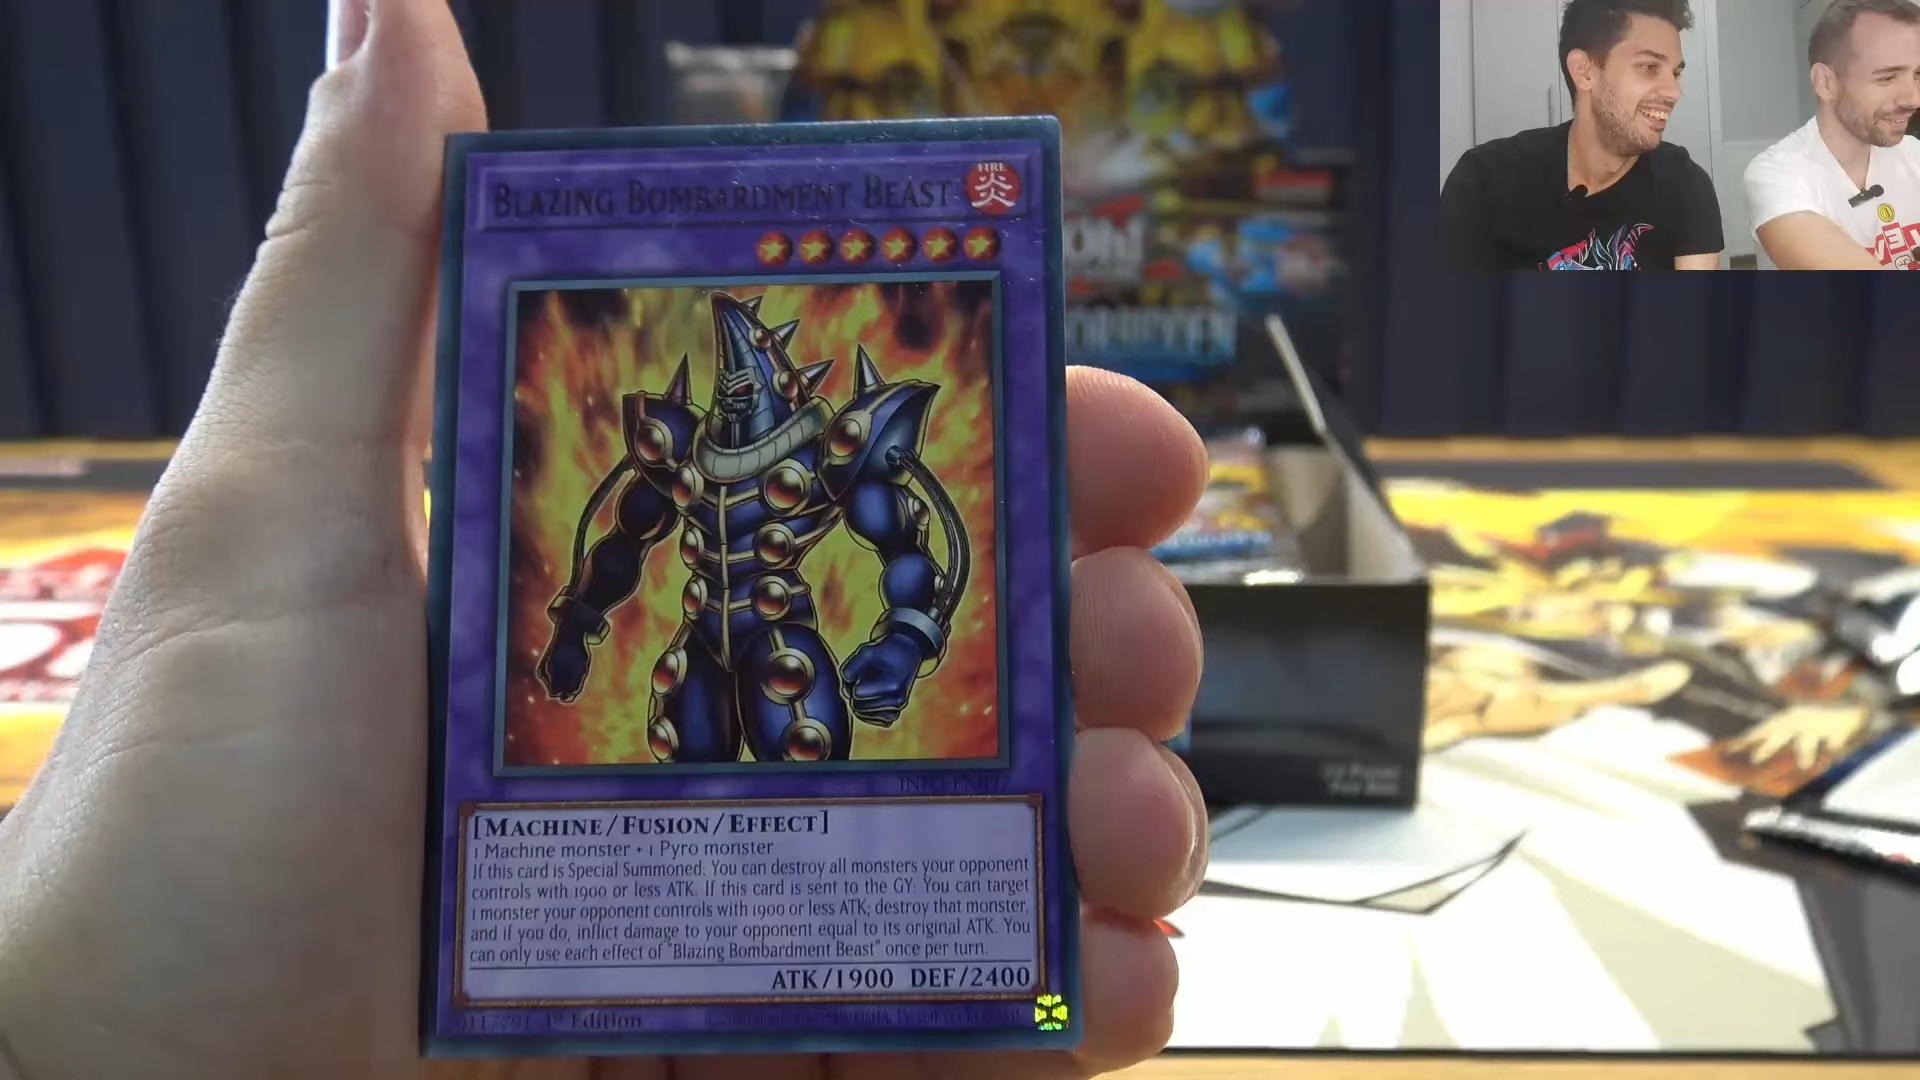 BLAZING BOMBARDMENT BEAST
FIRE
炎
[MACHINE/FUSION/EFFECT]
1 Machine monster + 1 Pyro monster
If this card is Special Summoned: You can destroy all monsters your opponent
controls with 1900 or less ATK. If this card is sent to the GY: You can target
1 monster your opponent controls with 1900 or less ATK; destroy that monster,
and if you do, inflict damage to your opponent equal to its original ATK. You
can only use each effect of "Blazing Bombardment Beast" once per turn.
ATK/1900 DEF/2400
1st Edition